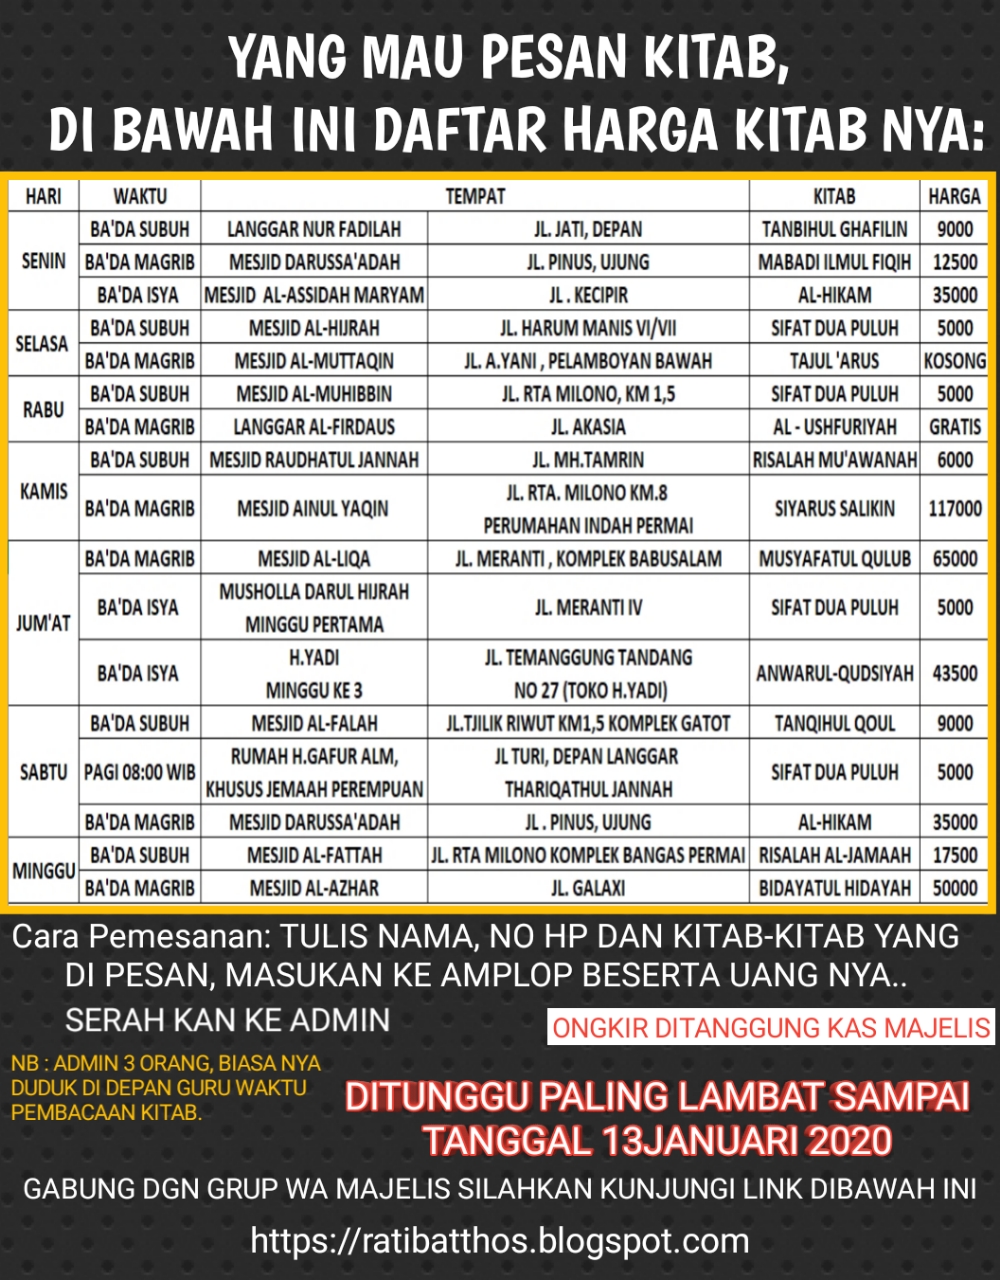 YANG MAU PESAN KITAB,
DI BAWAH INI DAFTAR HARGA KITAB NYA:
HARI WAKTU TEMPAT KITAB HARGA
SENIN
BA'DA SUBUH LANGGAR NUR FADILAH JL. JATI, DEPAN TANBIHUL GHAFILIN 9000
BA'DA MAGRIB MESJID DARUSSA'ADAH JL. PINUS, UJUNG MABADI ILMUL FIQIH 12500
BA'DA ISYA MESJID AL-ASSIDAH MARYAM JL . KECIPIR AL-HIKAM 35000
SELASA
BA'DA SUBUH MESJID AL-HIJRAH JL. HARUM MANIS VI/VII SIFAT DUA PULUH 5000
BA'DA MAGRIB MESJID AL-MUTTAQIN JL. A.YANI , PELAMBOYAN BAWAH TAJUL 'ARUS KOSONG
RABU
BA'DA SUBUH MESJID AL-MUHIBBIN JL. RTA MILONO, KM 1,5 SIFAT DUA PULUH 5000
BA'DA MAGRIB LANGGAR AL-FIRDAUS JL. AKASIA AL - USHFURIYAH GRATIS
KAMIS
BA'DA SUBUH MESJID RAUDHATUL JANNAH JL. MH.TAMRIN RISALAH MU'AWANAH 6000
BA'DA MAGRIB MESJID AINUL YAQIN JL. RTA. MILONO KM.8
PERUMAHAN INDAH PERMAI SIYARUS SALIKIN 117000
JUM'AT
BA'DA MAGRIB MESJID AL-LIQA JL. MERANTI , KOMPLEK BABUSALAM MUSYAFATUL QULUB 65000
BA'DA ISYA MUSHOLLA DARUL HIJRAH
MINGGU PERTAMA JL. MERANTI IV SIFAT DUA PULUH 5000
BA'DA ISYA H.YADI
MINGGU KE 3 JL. TEMANGGUNG TANDANG
NO 27 (TOKO H.YADI) ANWARUL-QUDSIYAH 43500
SABTU
BA'DA SUBUH MESJID AL-FALAH JL.TJILIK RIWUT KM1,5 KOMPLEK GATOT TANQIHUL QOUL 9000
PAGI 08:00 WIB RUMAH H.GAFUR ALM,
KHUSUS JEMAAH PEREMPUAN JL TURI, DEPAN LANGGAR
THARIQATHUL JANNAH SIFAT DUA PULUH 5000
BA'DA MAGRIB MESJID DARUSSA'ADAH JL . PINUS, UJUNG AL-HIKAM 35000
MINGGU
BA'DA SUBUH MESJID AL-FATTAH JL. RTA MILONO KOMPLEK BANGAS PERMAI RISALAH AL-JAMAAH 17500
BA'DA MAGRIB MESJID AL-AZHAR JL. GALAXI BIDAYATUL HIDAYAH 50000
Cara Pemesanan: TULIS NAMA, NO HP DAN KITAB-KITAB YANG
DI PESAN, MASUKAN KE AMPLOP BESERTA UANG NYA..
SERAH KAN KE ADMIN
ONGKIR DITANGGUNG KAS MAJELIS
NB : ADMIN 3 ORANG, BIASA NYA
DUDUK DI DEPAN GURU WAKTU
PEMBACAAN KITAB.
DITUNGGU PALING LAMBAT SAMPAI
TANGGAL 13JANUARI 2020
GABUNG DGN GRUP WA MAJELIS SILAHKAN KUNJUNGI LINK DIBAWAH INI
https://ratibatthos.blogspot.com